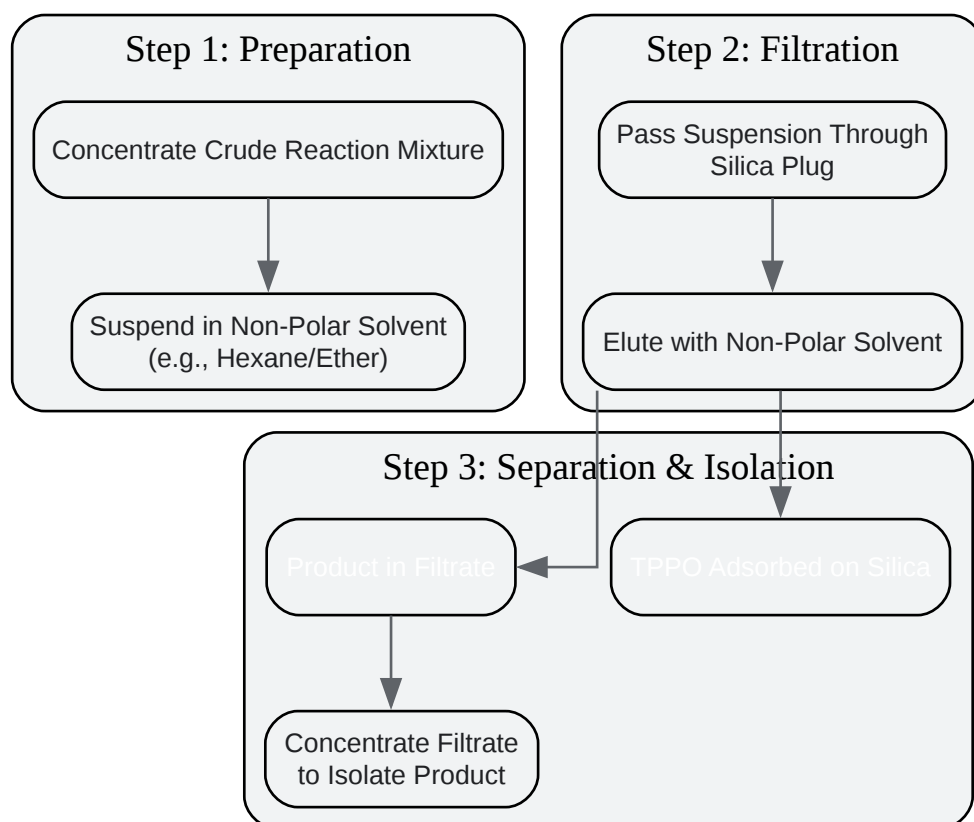 Step 1: Preparation
Concentrate Crude Reaction Mixture
Suspend in Non-Polar Solvent
(e.g., Hexane/Ether)
Step 2: Filtration
Pass Suspension Through
Silica Plug
Elute with Non-Polar Solvent
Step 3: Separation & Isolation
Product in Filtrate
TPPO Adsorbed on Silica
Concentrate Filtrate
to Isolate Product